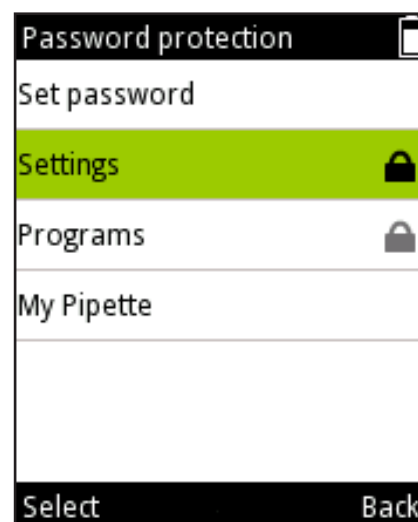 Password protection
Set password
Settings
Programs
My Pipette
Select Back